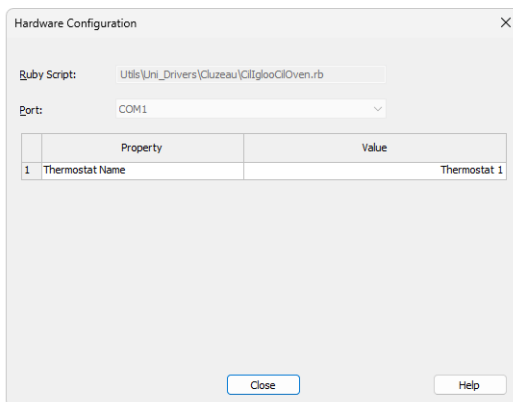 Hardware Configuration
Ruby Script: Utils\Uni_Drivers\Cluzeau\CilIglooCilOven.rb
Port: COM1
Property Value
1 Thermostat Name Thermostat 1
Close Help